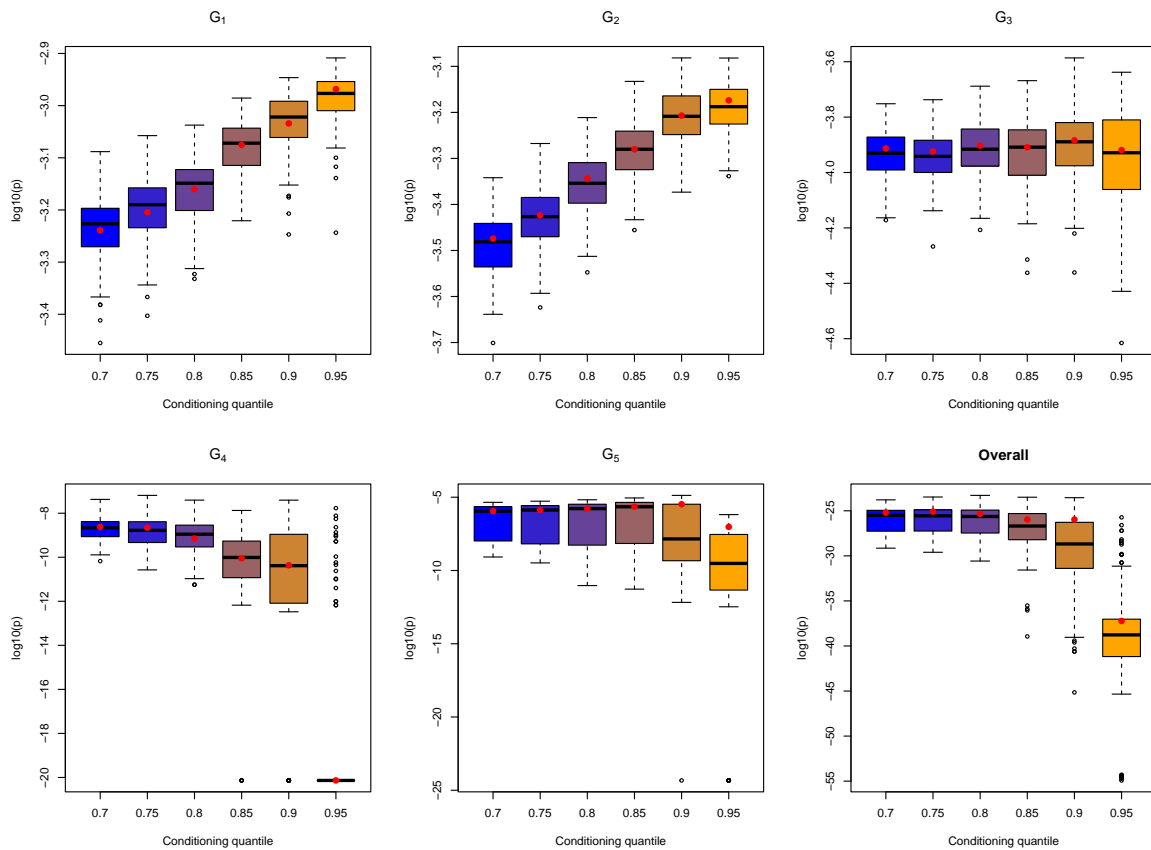 G₁
log10(p)
−2.9
−3.0
−3.1
−3.2
−3.3
−3.4
0.7 0.75 0.8 0.85 0.9 0.95
Conditioning quantile
G₂
log10(p)
−3.1
−3.2
−3.3
−3.4
−3.5
−3.6
−3.7
0.7 0.75 0.8 0.85 0.9 0.95
Conditioning quantile
G₃
log10(p)
−3.6
−3.8
−4.0
−4.2
−4.4
−4.6
0.7 0.75 0.8 0.85 0.9 0.95
Conditioning quantile
G₄
log10(p)
−8
−10
−12
−14
−16
−18
−20
0.7 0.75 0.8 0.85 0.9 0.95
Conditioning quantile
G₅
log10(p)
−5
−10
−15
−20
−25
0.7 0.75 0.8 0.85 0.9 0.95
Conditioning quantile
Overall
log10(p)
−25
−30
−35
−40
−45
−50
−55
0.7 0.75 0.8 0.85 0.9 0.95
Conditioning quantile